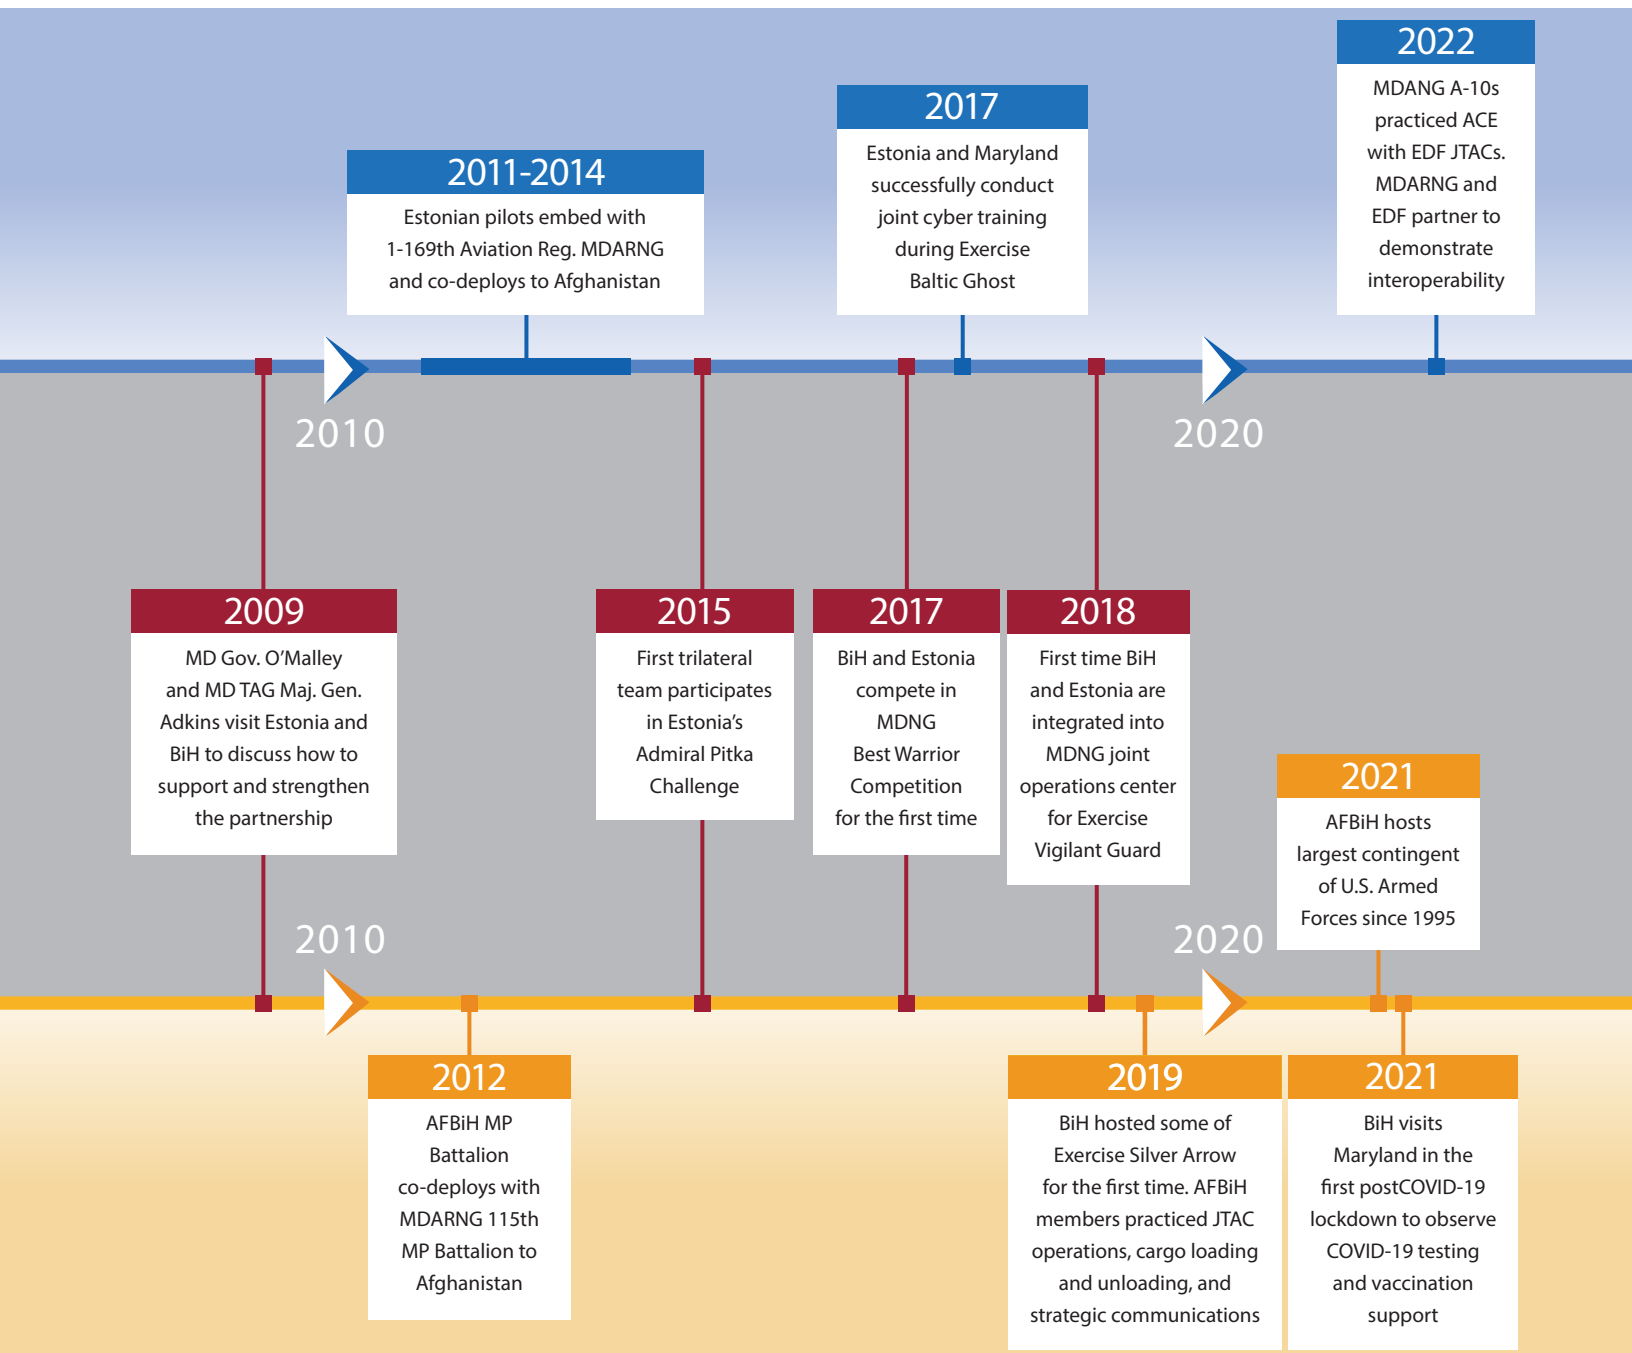 2011-2014
Estonian pilots embed with
1-169th Aviation Reg. MDARNG
and co-deploys to Afghanistan
2017
Estonia and Maryland
successfully conduct
joint cyber training
during Exercise
Baltic Ghost
2022
MDANG A-10s
practiced ACE
with EDF JTACs.
MDARNG and
EDF partner to
demonstrate
interoperability
2010
2020
2009
MD Gov. O’Malley
and MD TAG Maj. Gen.
Adkins visit Estonia and
BiH to discuss how to
support and strengthen
the partnership
2015
First trilateral
team participates
in Estonia’s
Admiral Pitka
Challenge
2017
BiH and Estonia
compete in
MDNG
Best Warrior
Competition
for the first time
2018
First time BiH
and Estonia are
integrated into
MDNG joint
operations center
for Exercise
Vigilant Guard
2021
AFBiH hosts
largest contingent
of U.S. Armed
Forces since 1995
2010
2020
2012
AFBiH MP
Battalion
co-deploys with
MDARNG 115th
MP Battalion to
Afghanistan
2019
BiH hosted some of
Exercise Silver Arrow
for the first time. AFBiH
members practiced JTAC
operations, cargo loading
and unloading, and
strategic communications
2021
BiH visits
Maryland in the
first postCOVID-19
lockdown to observe
COVID-19 testing
and vaccination
support